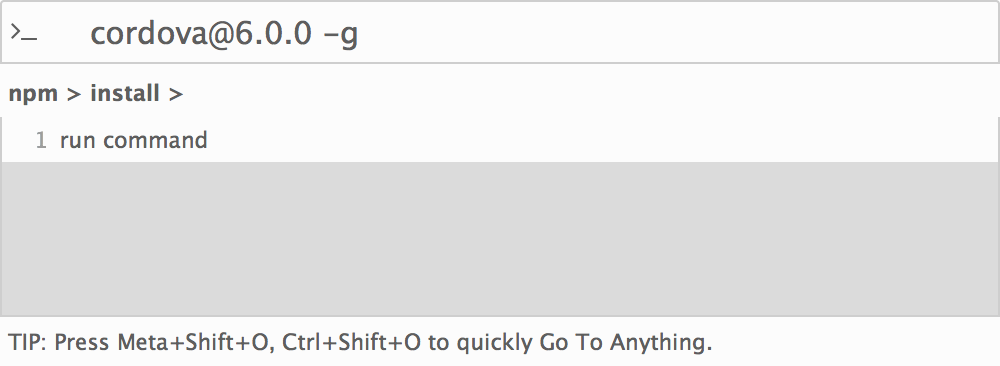 >_ cordova@6.0.0 -g
npm > install >
1 run command
TIP: Press Meta+Shift+O, Ctrl+Shift+O to quickly Go To Anything.